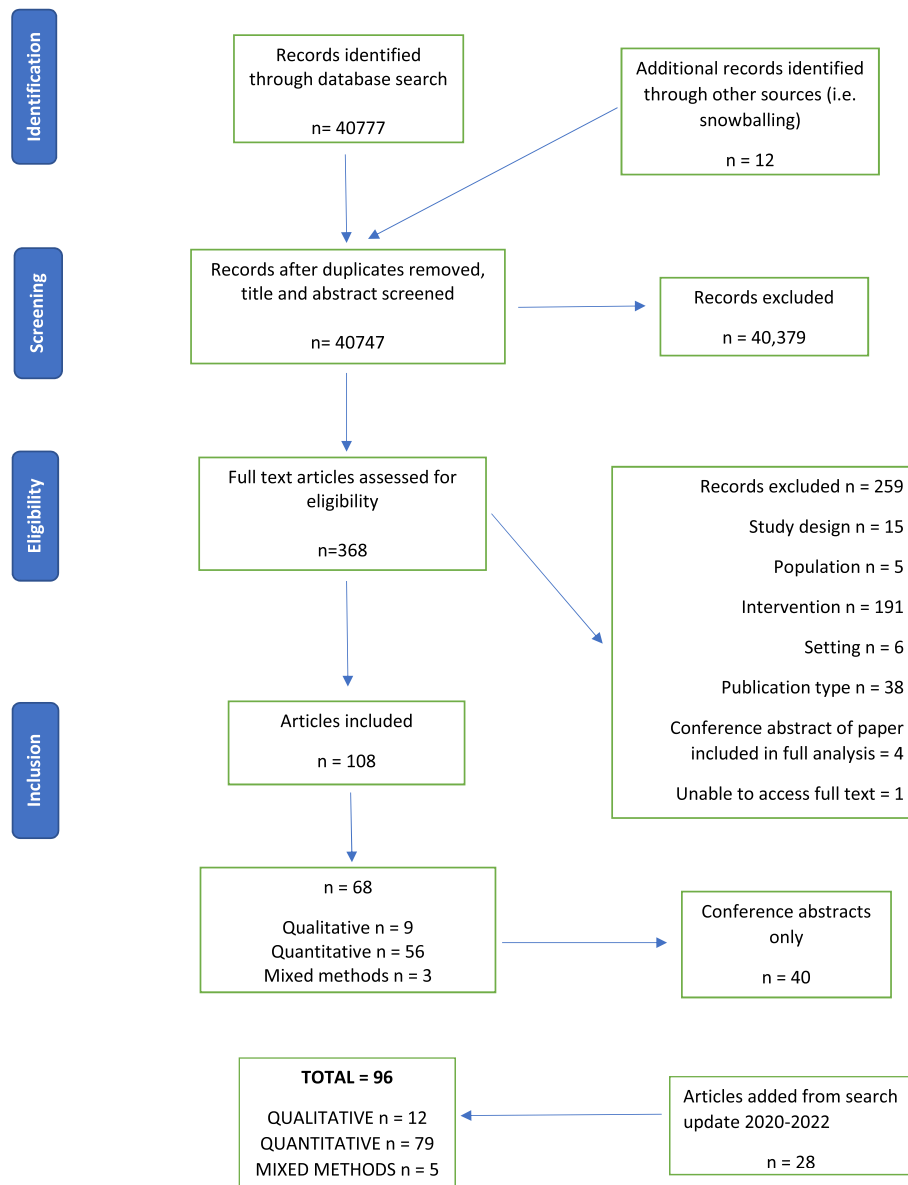 Identification
Records identified
through database search
n= 40777
Additional records identified
through other sources (i.e.
snowballing)
n = 12
Screening
Records after duplicates removed,
title and abstract screened
n= 40747
Records excluded
n = 40,379
Eligibility
Full text articles assessed for
eligibility
n=368
Records excluded n = 259
Study design n = 15
Population n = 5
Intervention n = 191
Setting n = 6
Publication type n = 38
Conference abstract of paper
included in full analysis = 4
Unable to access full text = 1
Inclusion
Articles included
n = 108
n = 68
Qualitative n = 9
Quantitative n = 56
Mixed methods n = 3
Conference abstracts
only
n = 40
TOTAL = 96
QUALITATIVE n = 12
QUANTITATIVE n = 79
MIXED METHODS n = 5
Articles added from search
update 2020-2022
n = 28